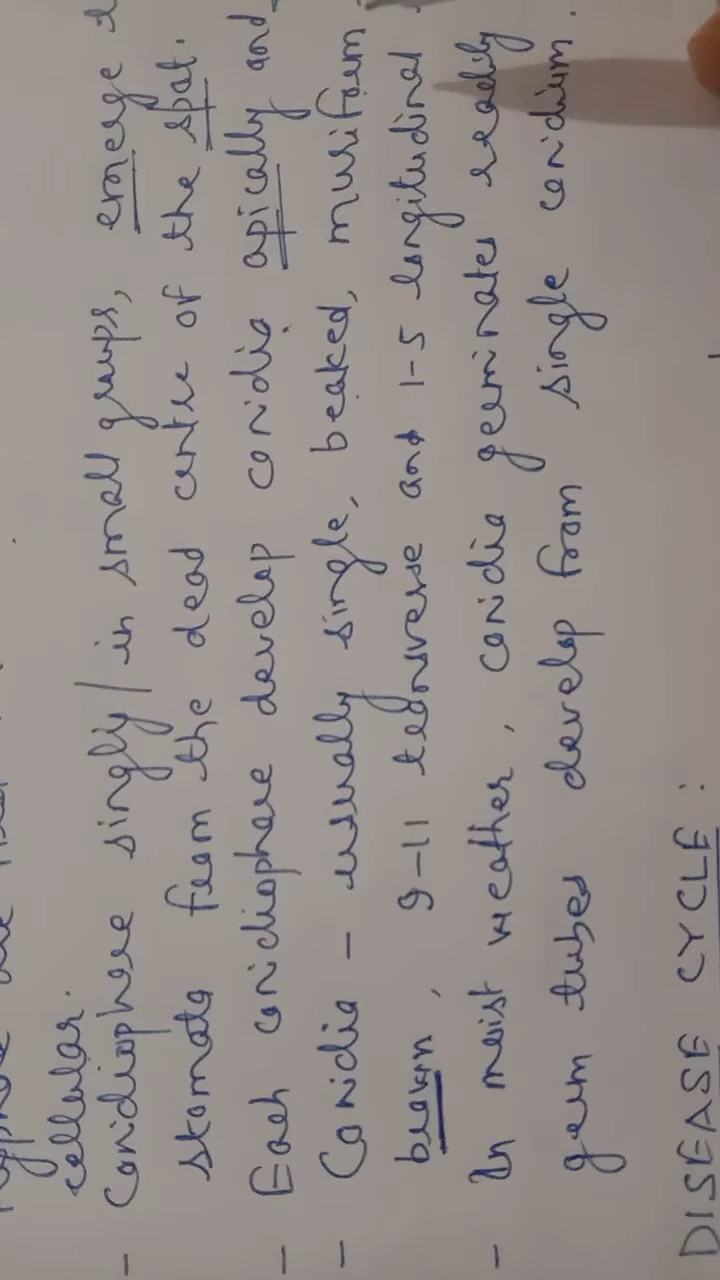 cellular.
- Conidiophore singly/in small groups, emerge
stomata from the dead centre of the spot.
- Each conidiophore develop conidia apically and
- Conidia - usually single, beaked, muriform
brown, 9-11 transverse and 1-5 longitudinal
- In moist weather, conidia germinates readily
germ tubes develop from single conidium.
DISEASE CYCLE: